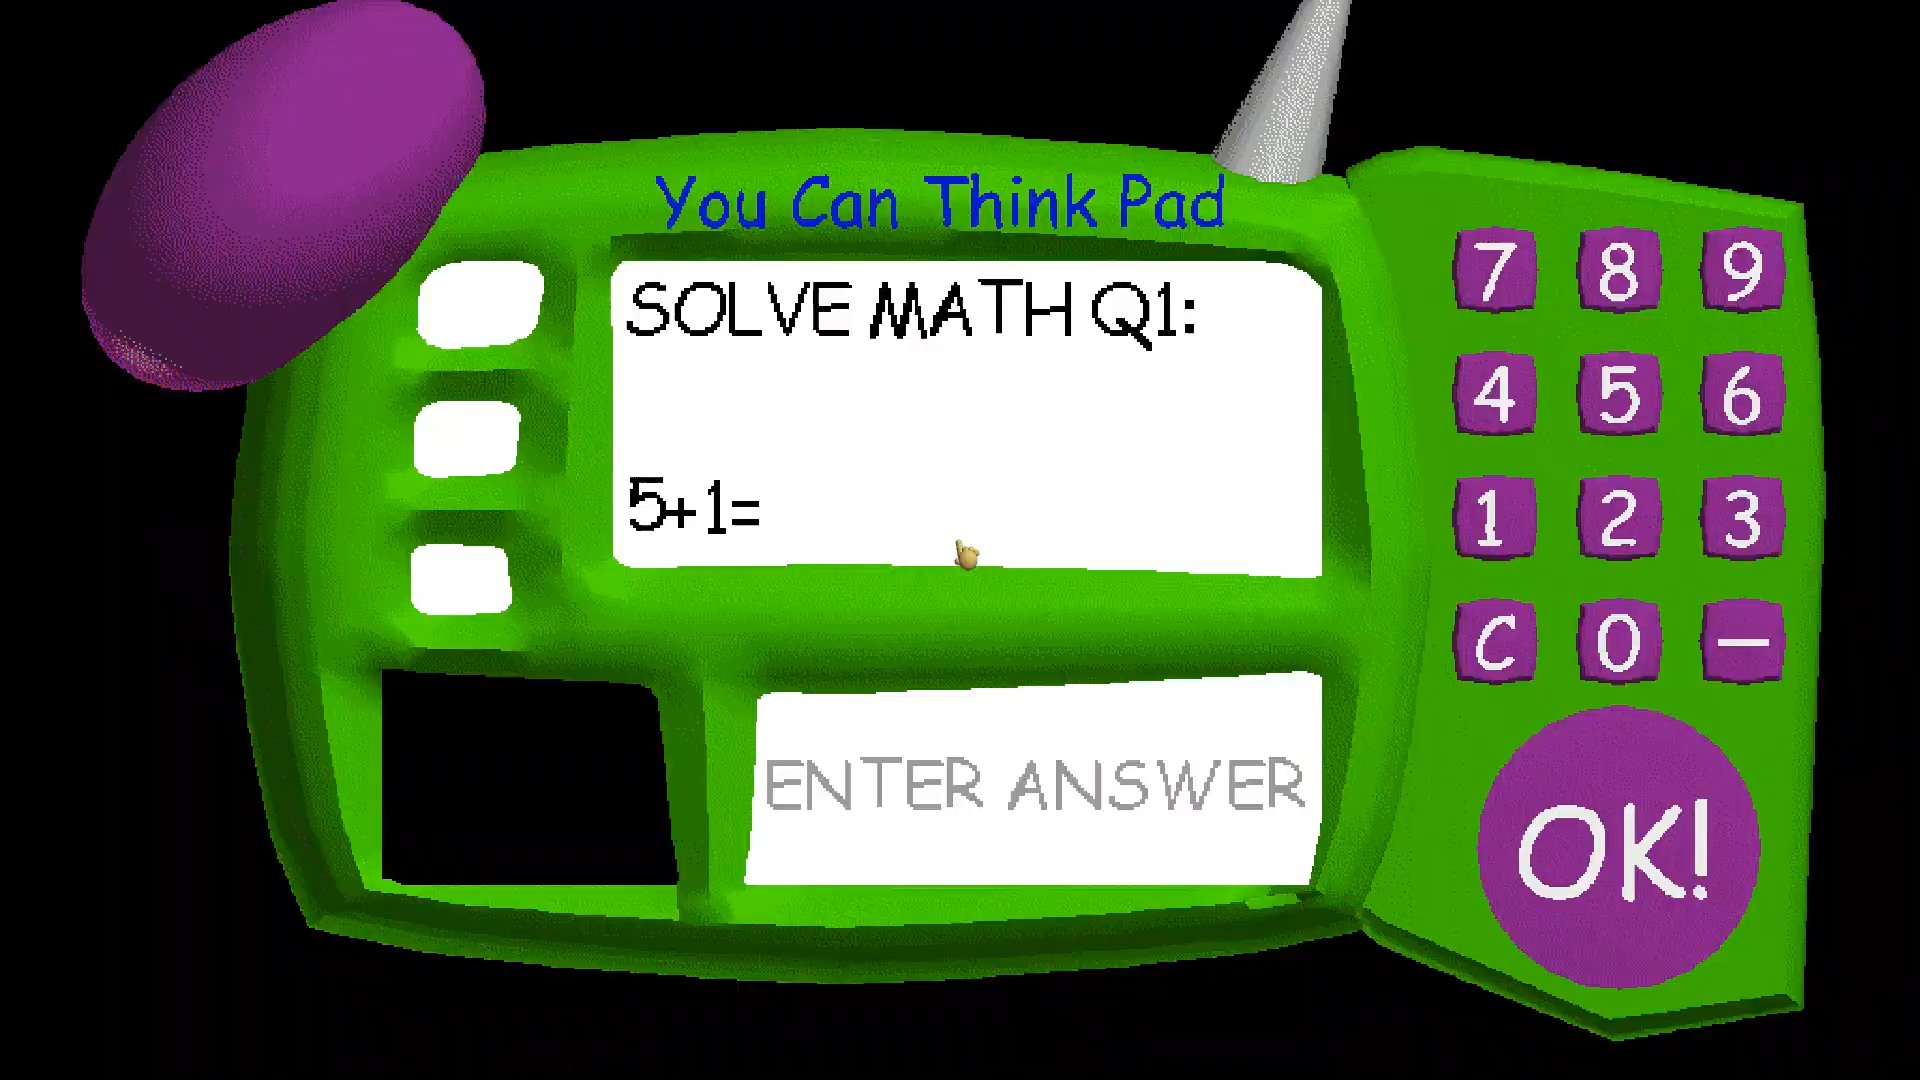 You Can Think Pad
SOLVE MATH Q1:
5+1=
ENTER ANSWER
7 8 9
4 5 6
1 2 3
C 0 —
OK!